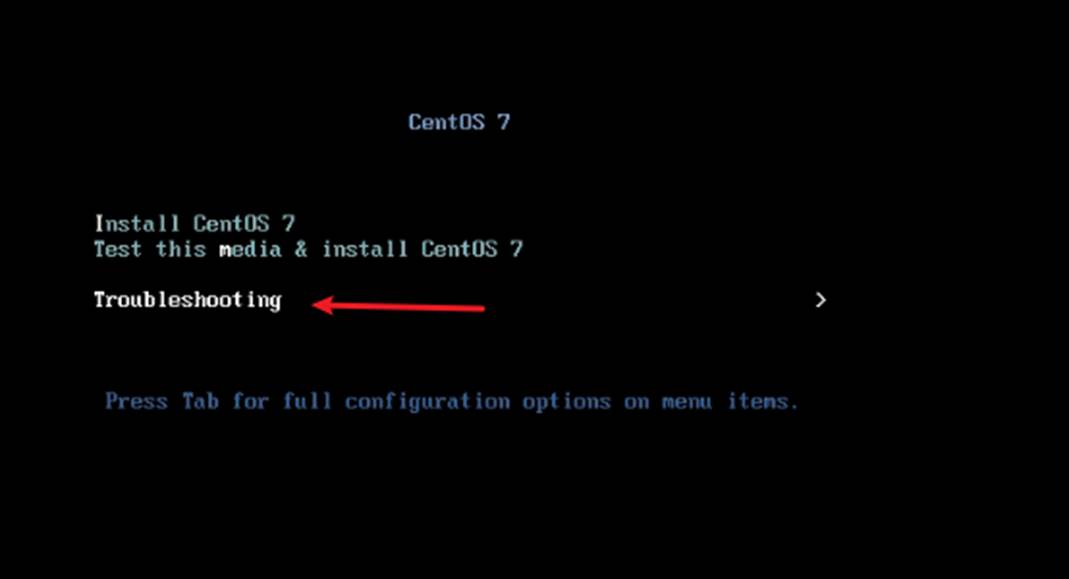 CentOS 7
Install CentOS 7
Test this media & install CentOS 7
Troubleshooting >
Press Tab for full configuration options on menu items.